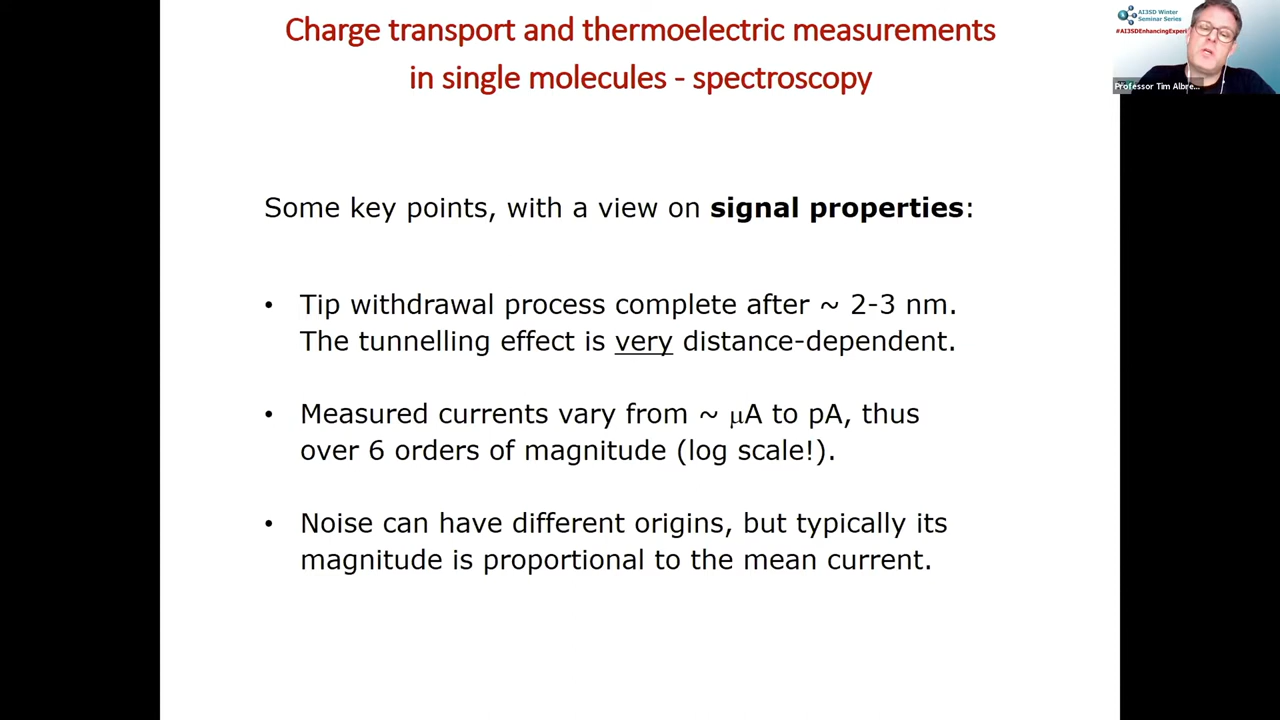 Charge transport and thermoelectric measurements
in single molecules - spectroscopy
AI3SD Winter
Seminar Series
#AI3SDEnhancingExperi
Professor Tim Albre...
Some key points, with a view on signal properties:
• Tip withdrawal process complete after ~ 2-3 nm.
The tunnelling effect is very distance-dependent.
• Measured currents vary from ~ μA to pA, thus
over 6 orders of magnitude (log scale!).
• Noise can have different origins, but typically its
magnitude is proportional to the mean current.